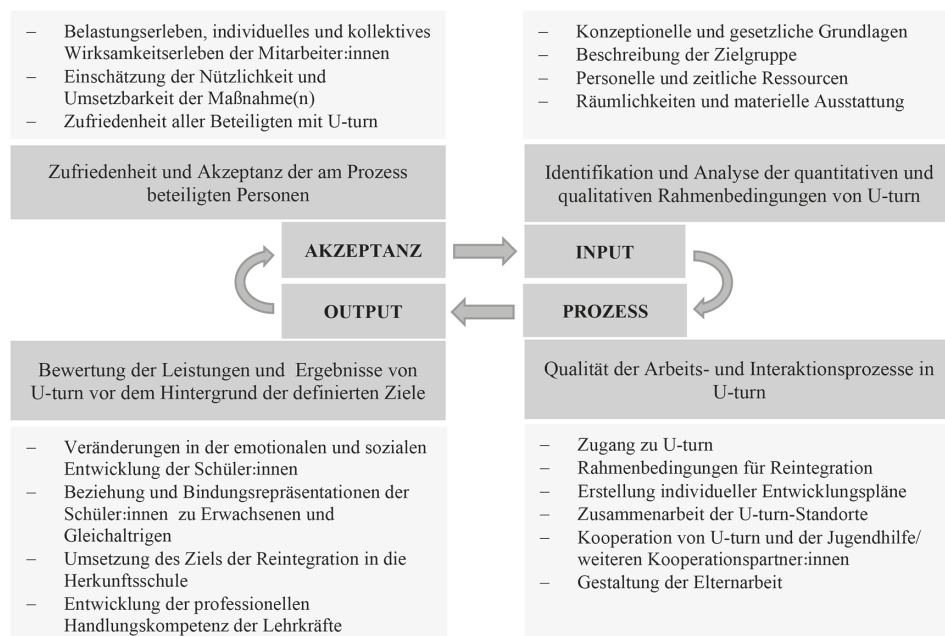 – Belastungserleben, individuelles und kollektives
Wirksamkeitserleben der Mitarbeiter:innen
– Einschätzung der Nützlichkeit und
Umsetzbarkeit der Maßnahme(n)
– Zufriedenheit aller Beteiligten mit U-turn
Zufriedenheit und Akzeptanz der am Prozess
beteiligten Personen
– Konzeptionelle und gesetzliche Grundlagen
– Beschreibung der Zielgruppe
– Personelle und zeitliche Ressourcen
– Räumlichkeiten und materielle Ausstattung
Identifikation und Analyse der quantitativen und
qualitativen Rahmenbedingungen von U-turn
AKZEPTANZ
INPUT
OUTPUT
PROZESS
Bewertung der Leistungen und Ergebnisse von
U-turn vor dem Hintergrund der definierten Ziele
– Veränderungen in der emotionalen und sozialen
Entwicklung der Schüler:innen
– Beziehung und Bindungsrepräsentationen der
Schüler:innen zu Erwachsenen und
Gleichaltrigen
– Umsetzung des Ziels der Reintegration in die
Herkunftsschule
– Entwicklung der professionellen
Handlungskompetenz der Lehrkräfte
Qualität der Arbeits- und Interaktionsprozesse in
U-turn
– Zugang zu U-turn
– Rahmenbedingungen für Reintegration
– Erstellung individueller Entwicklungspläne
– Zusammenarbeit der U-turn-Standorte
– Kooperation von U-turn und der Jugendhilfe/
weiteren Kooperationspartner:innen
– Gestaltung der Elternarbeit